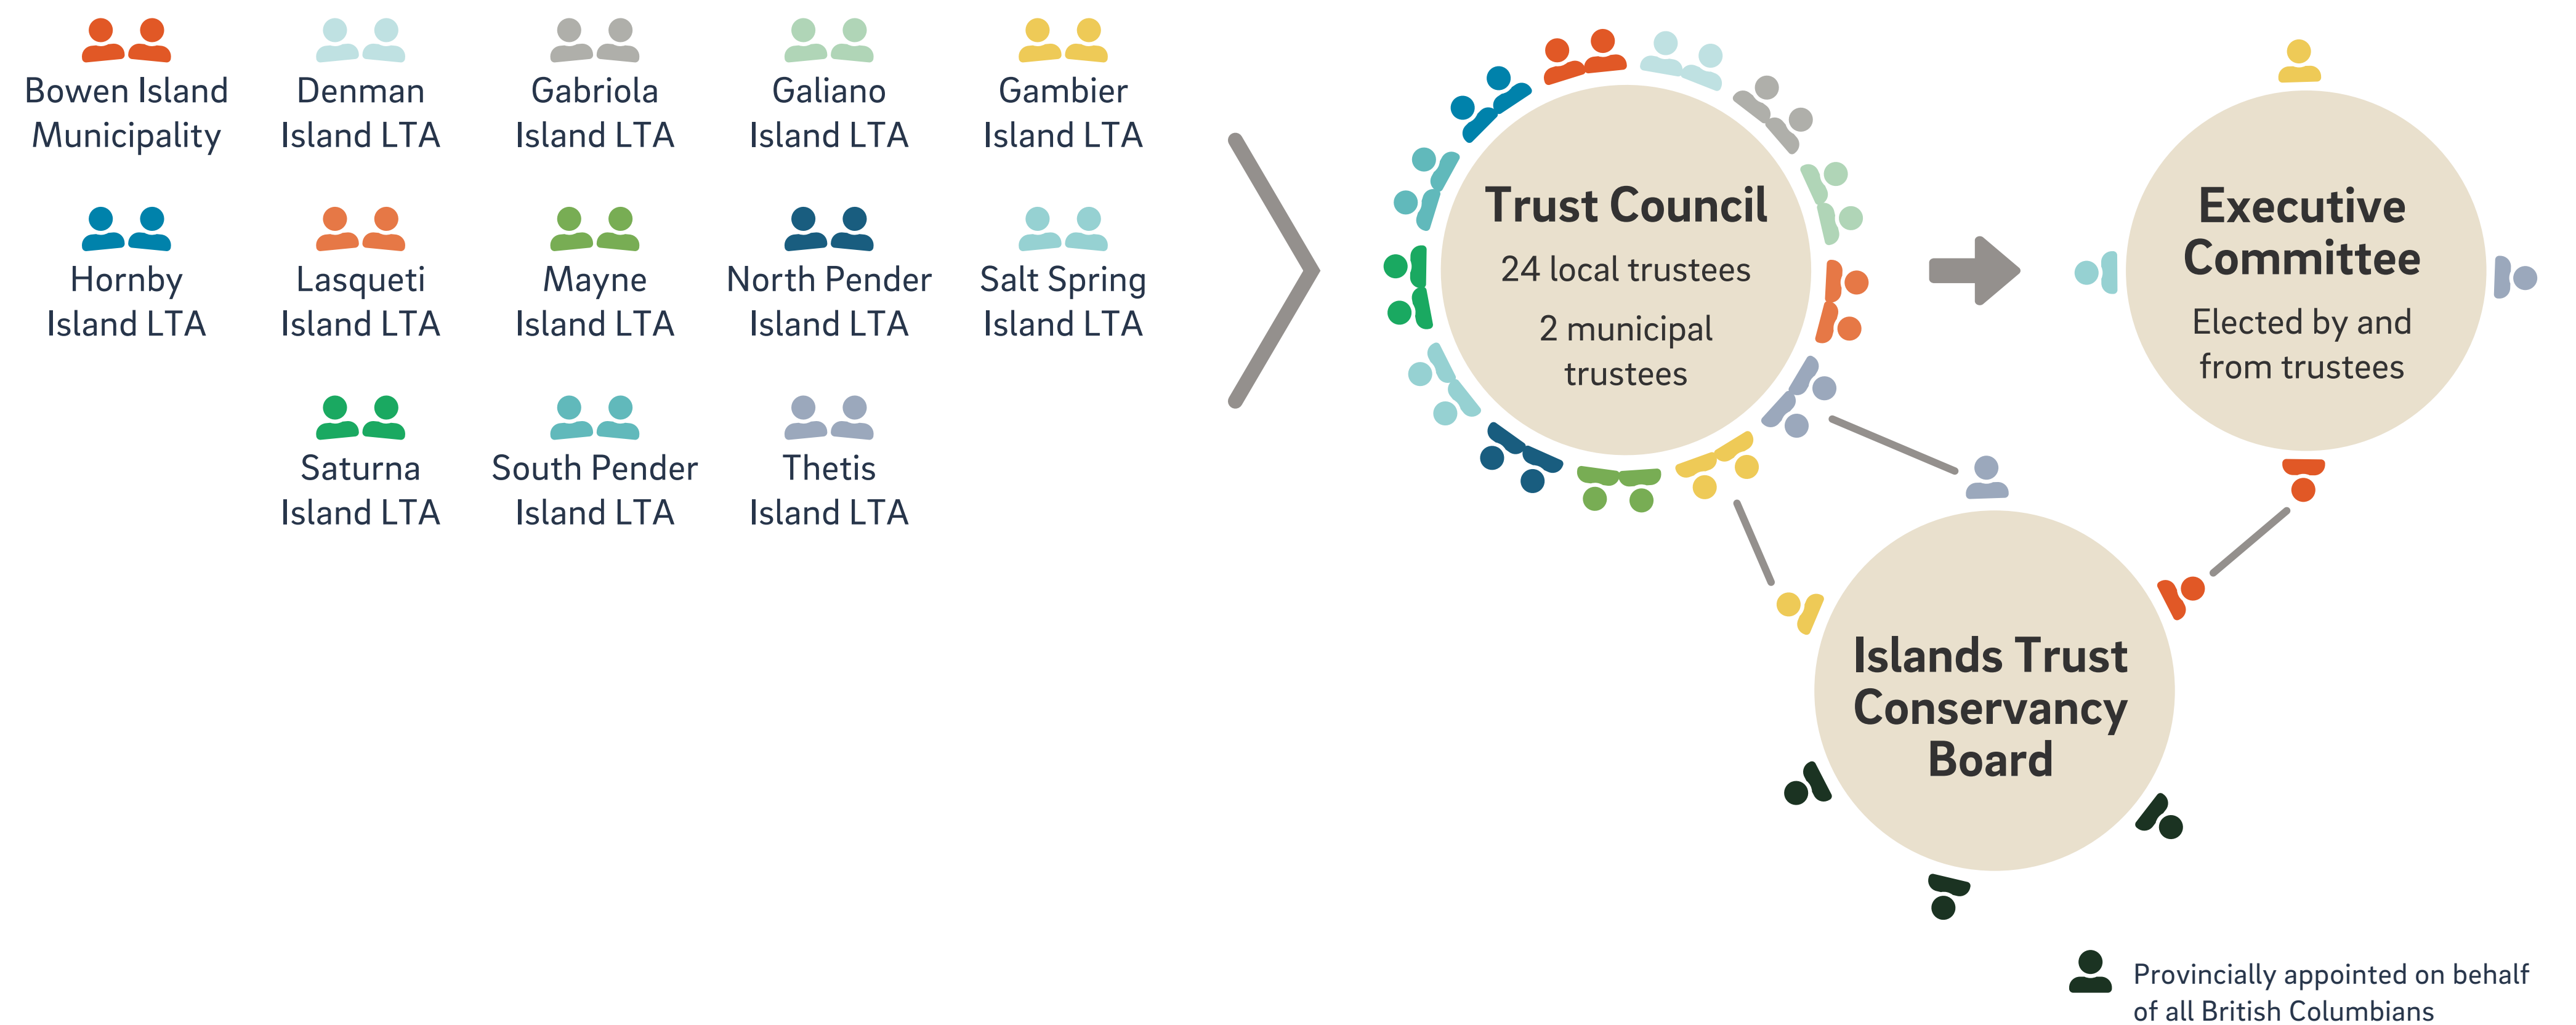 Bowen Island
Municipality
Denman
Island LTA
Gabriola
Island LTA
Galiano
Island LTA
Gambier
Island LTA
Hornby
Island LTA
Lasqueti
Island LTA
Mayne
Island LTA
North Pender
Island LTA
Salt Spring
Island LTA
Saturna
Island LTA
South Pender
Island LTA
Thetis
Island LTA
Trust Council
24 local trustees
2 municipal
trustees
Executive
Committee
Elected by and
from trustees
Islands Trust
Conservancy
Board
Provincially appointed on behalf
of all British Columbians